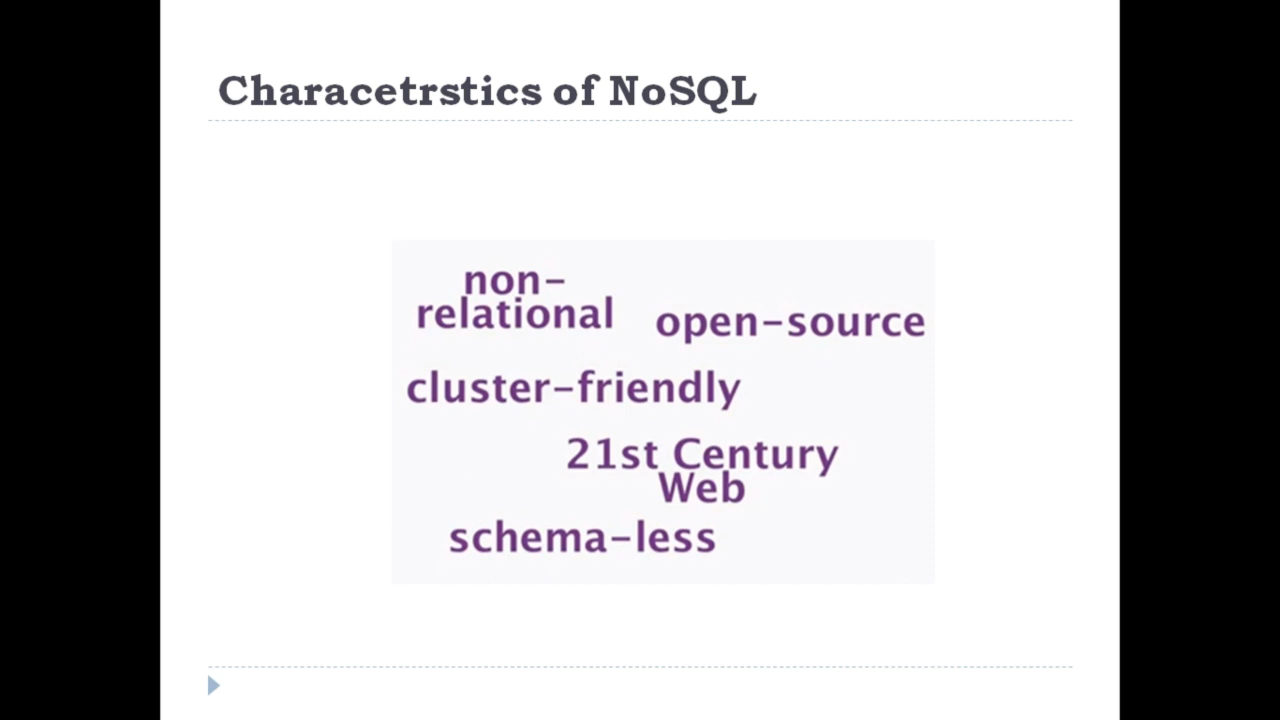 Characetrstics of NoSQL
non-
relational
open-source
cluster-friendly
21st Century
Web
schema-less